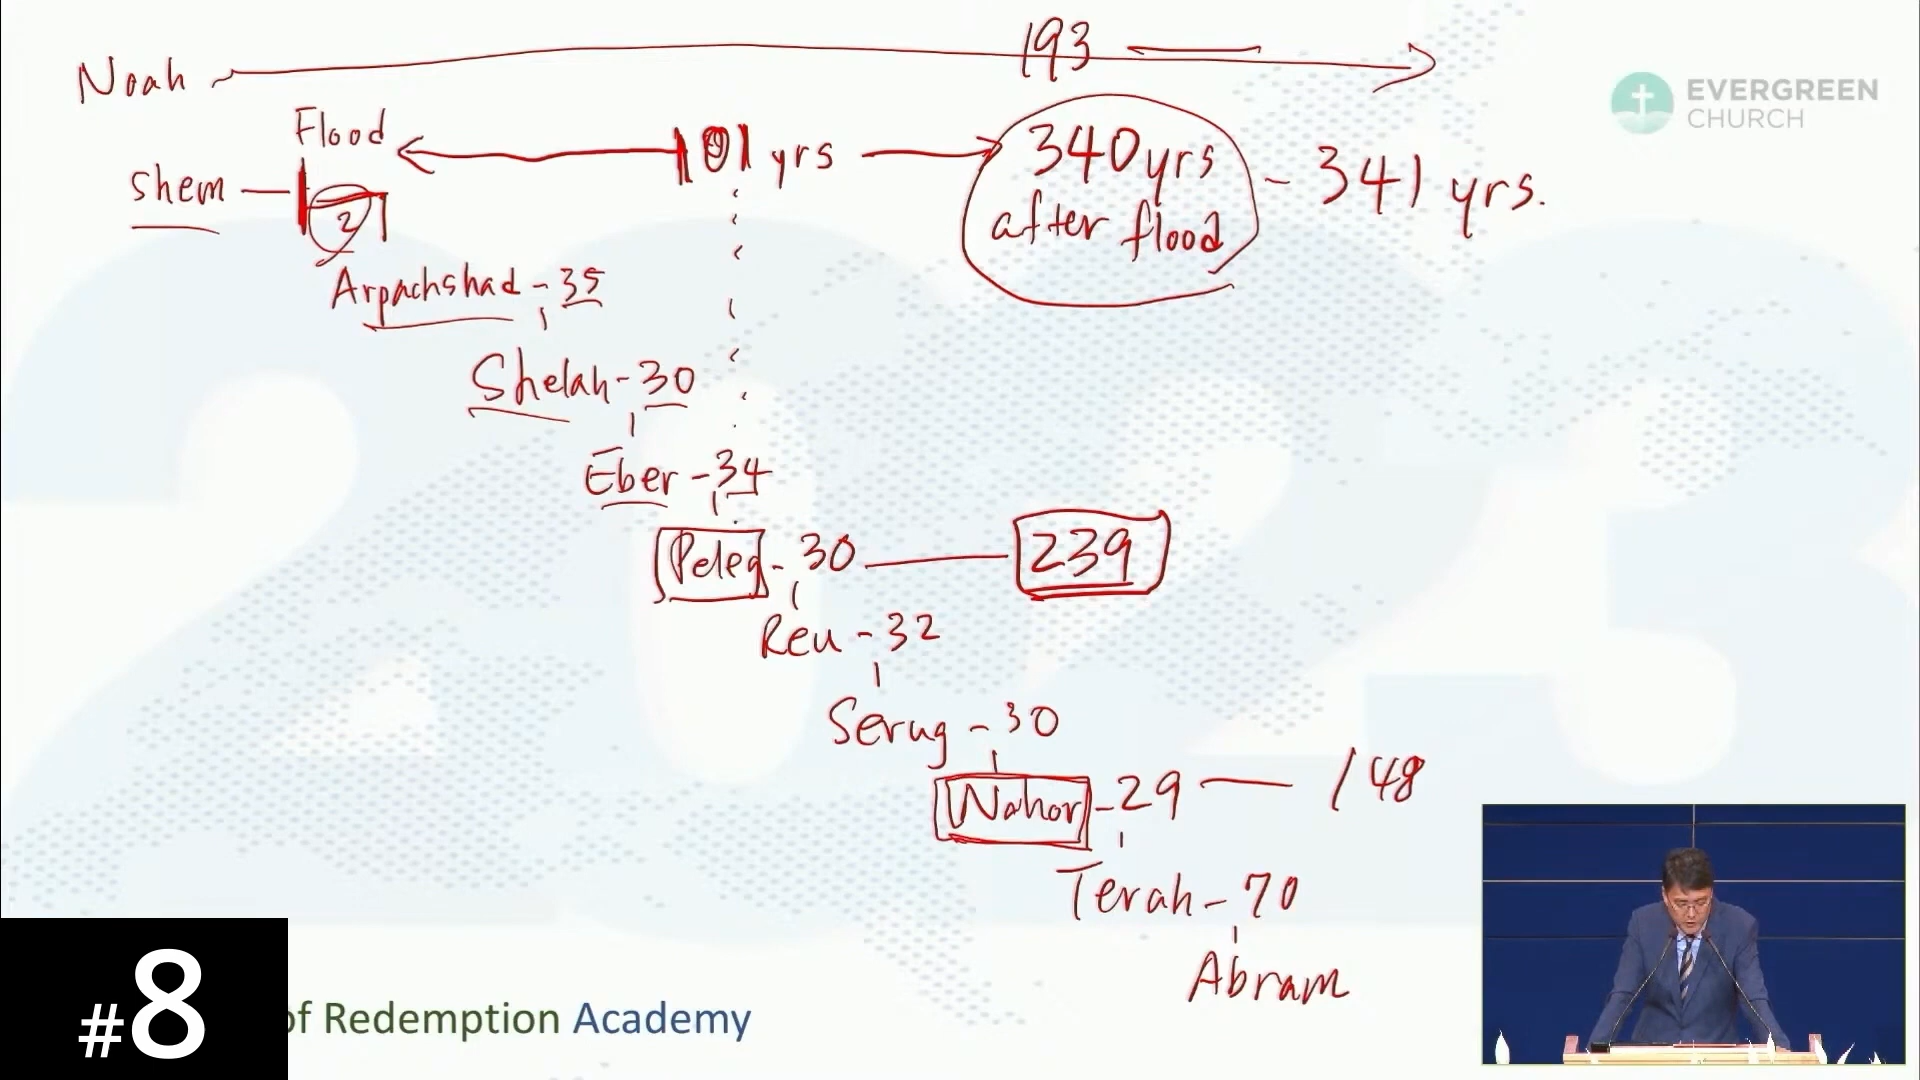 193
Noah
EVERGREEN
CHURCH
Flood
101 yrs
340 yrs
after flood
- 341 yrs.
Shem
2
Arpachshad - 35
Shelah - 30
Eber - 34
Peleg - 30
239
Reu - 32
Serug - 30
Nahor - 29
148
Terah - 70
Abram
#8
of Redemption Academy